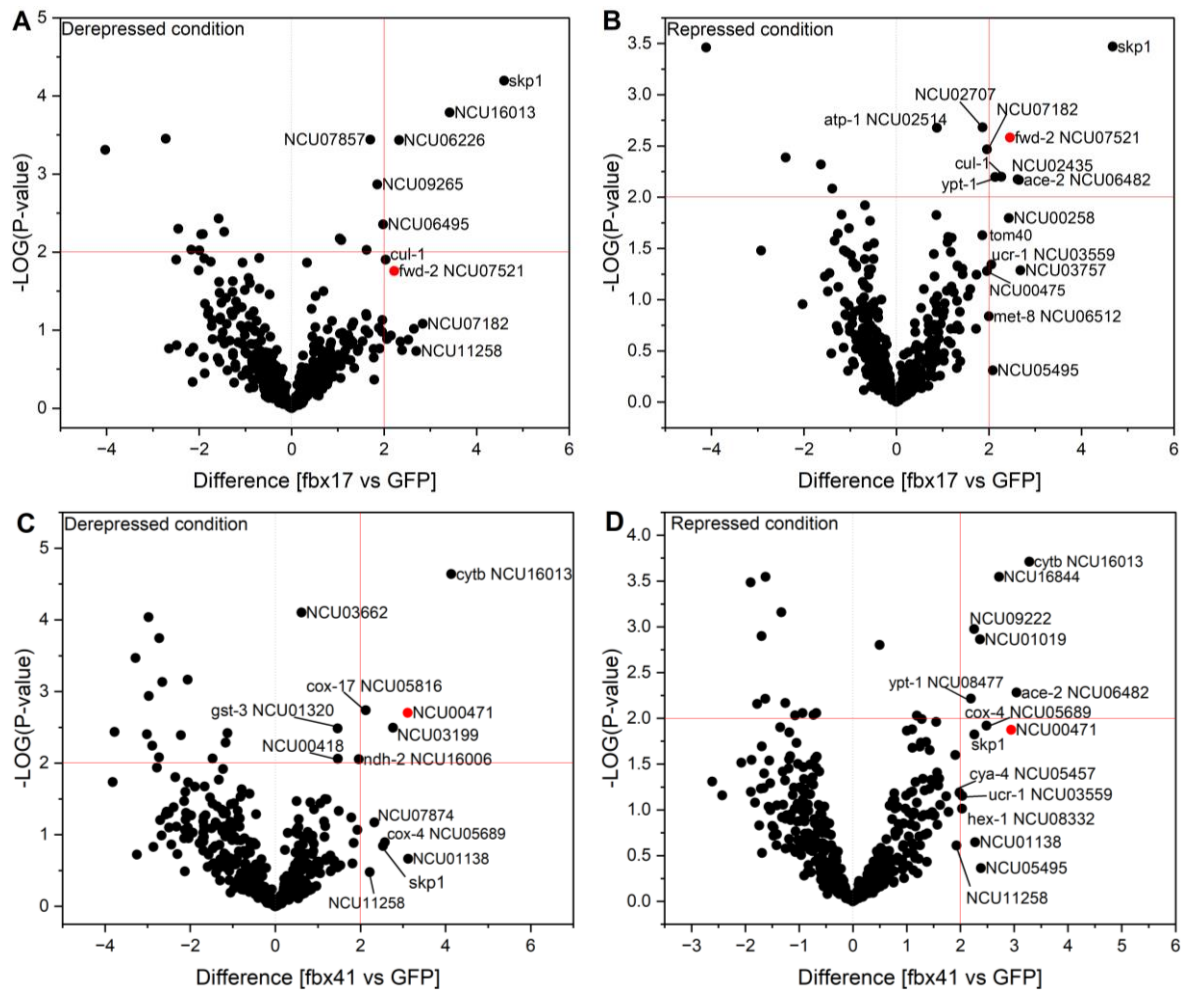 A
Derepressed condition
5
4
3
2
1
0
-LOG(P-value)
skp1
NCU16013
NCU07857
NCU06226
NCU09265
NCU06495
cul-1
fwd-2 NCU07521
NCU07182
NCU11258
−4
−2
0
2
4
6
Difference [fbx17 vs GFP]
B
Repressed condition
3.5
3.0
2.5
2.0
1.5
1.0
0.5
0.0
-LOG(P-value)
skp1
NCU02707
NCU07182
atp-1 NCU02514
fwd-2 NCU07521
cul-1
NCU02435
ypt-1
ace-2 NCU06482
NCU00258
tom40
ucr-1 NCU03559
NCU03757
NCU00475
met-8 NCU06512
NCU05495
−4
−2
0
2
4
6
Difference [fbx17 vs GFP]
C
Derepressed condition
5
4
3
2
1
0
-LOG(P-value)
cytb NCU16013
NCU03662
cox-17 NCU05816
gst-3 NCU01320
NCU00471
NCU03199
NCU00418
ndh-2 NCU16006
NCU07874
cox-4 NCU05689
NCU01138
skp1
NCU11258
−4
−2
0
2
4
6
Difference [fbx41 vs GFP]
D
Repressed condition
4.0
3.5
3.0
2.5
2.0
1.5
1.0
0.5
0.0
-LOG(P-value)
cytb NCU16013
NCU16844
NCU09222
NCU01019
ypt-1 NCU08477
ace-2 NCU06482
cox-4 NCU05689
NCU00471
skp1
cya-4 NCU05457
ucr-1 NCU03559
hex-1 NCU08332
NCU01138
NCU05495
NCU11258
−3
−2
−1
0
1
2
3
4
5
6
Difference [fbx41 vs GFP]